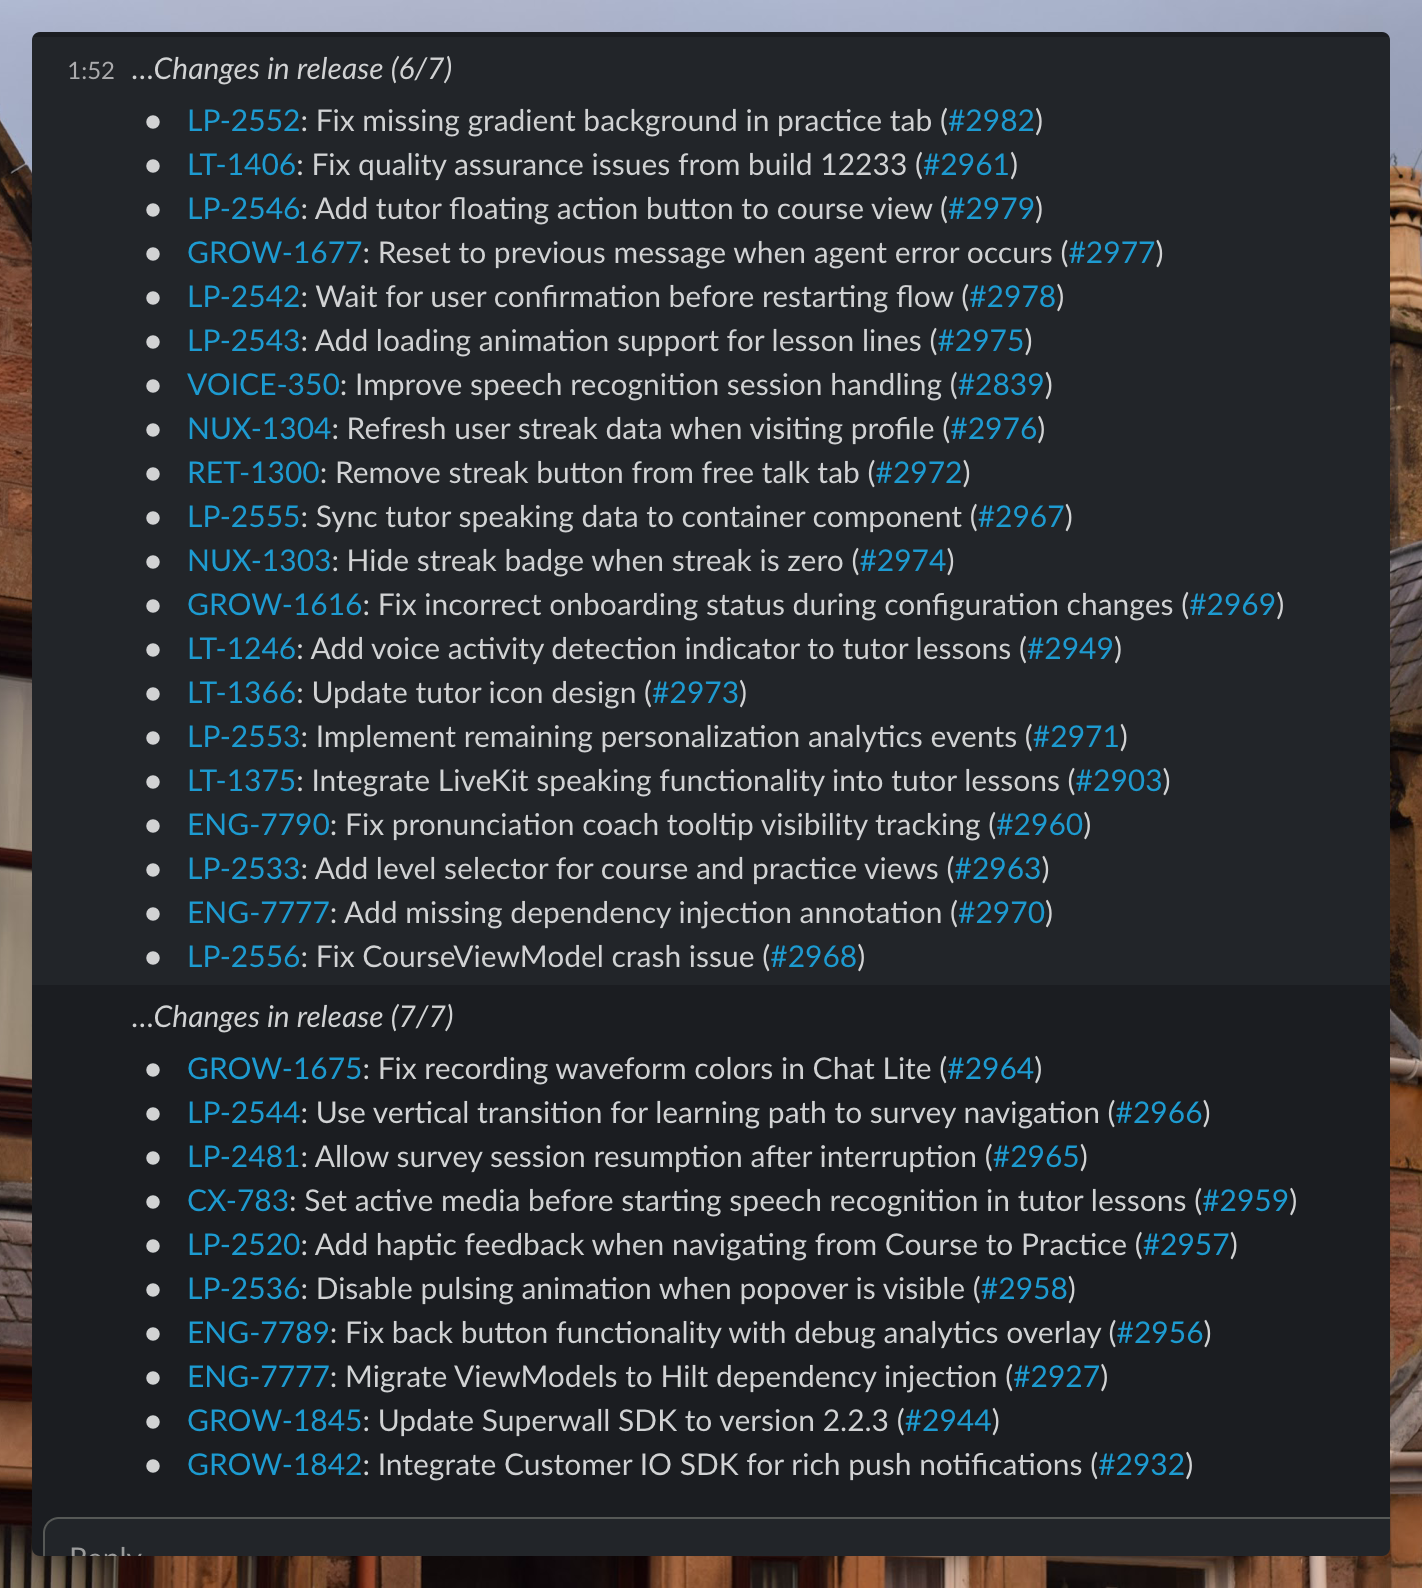 1:52 ...Changes in release (6/7)
● LP-2552: Fix missing gradient background in practice tab (#2982)
● LT-1406: Fix quality assurance issues from build 12233 (#2961)
● LP-2546: Add tutor floating action button to course view (#2979)
● GROW-1677: Reset to previous message when agent error occurs (#2977)
● LP-2542: Wait for user confirmation before restarting flow (#2978)
● LP-2543: Add loading animation support for lesson lines (#2975)
● VOICE-350: Improve speech recognition session handling (#2839)
● NUX-1304: Refresh user streak data when visiting profile (#2976)
● RET-1300: Remove streak button from free talk tab (#2972)
● LP-2555: Sync tutor speaking data to container component (#2967)
● NUX-1303: Hide streak badge when streak is zero (#2974)
● GROW-1616: Fix incorrect onboarding status during configuration changes (#2969)
● LT-1246: Add voice activity detection indicator to tutor lessons (#2949)
● LT-1366: Update tutor icon design (#2973)
● LP-2553: Implement remaining personalization analytics events (#2971)
● LT-1375: Integrate LiveKit speaking functionality into tutor lessons (#2903)
● ENG-7790: Fix pronunciation coach tooltip visibility tracking (#2960)
● LP-2533: Add level selector for course and practice views (#2963)
● ENG-7777: Add missing dependency injection annotation (#2970)
● LP-2556: Fix CourseViewModel crash issue (#2968)
...Changes in release (7/7)
● GROW-1675: Fix recording waveform colors in Chat Lite (#2964)
● LP-2544: Use vertical transition for learning path to survey navigation (#2966)
● LP-2481: Allow survey session resumption after interruption (#2965)
● CX-783: Set active media before starting speech recognition in tutor lessons (#2959)
● LP-2520: Add haptic feedback when navigating from Course to Practice (#2957)
● LP-2536: Disable pulsing animation when popover is visible (#2958)
● ENG-7789: Fix back button functionality with debug analytics overlay (#2956)
● ENG-7777: Migrate ViewModels to Hilt dependency injection (#2927)
● GROW-1845: Update Superwall SDK to version 2.2.3 (#2944)
● GROW-1842: Integrate Customer IO SDK for rich push notifications (#2932)
Reply